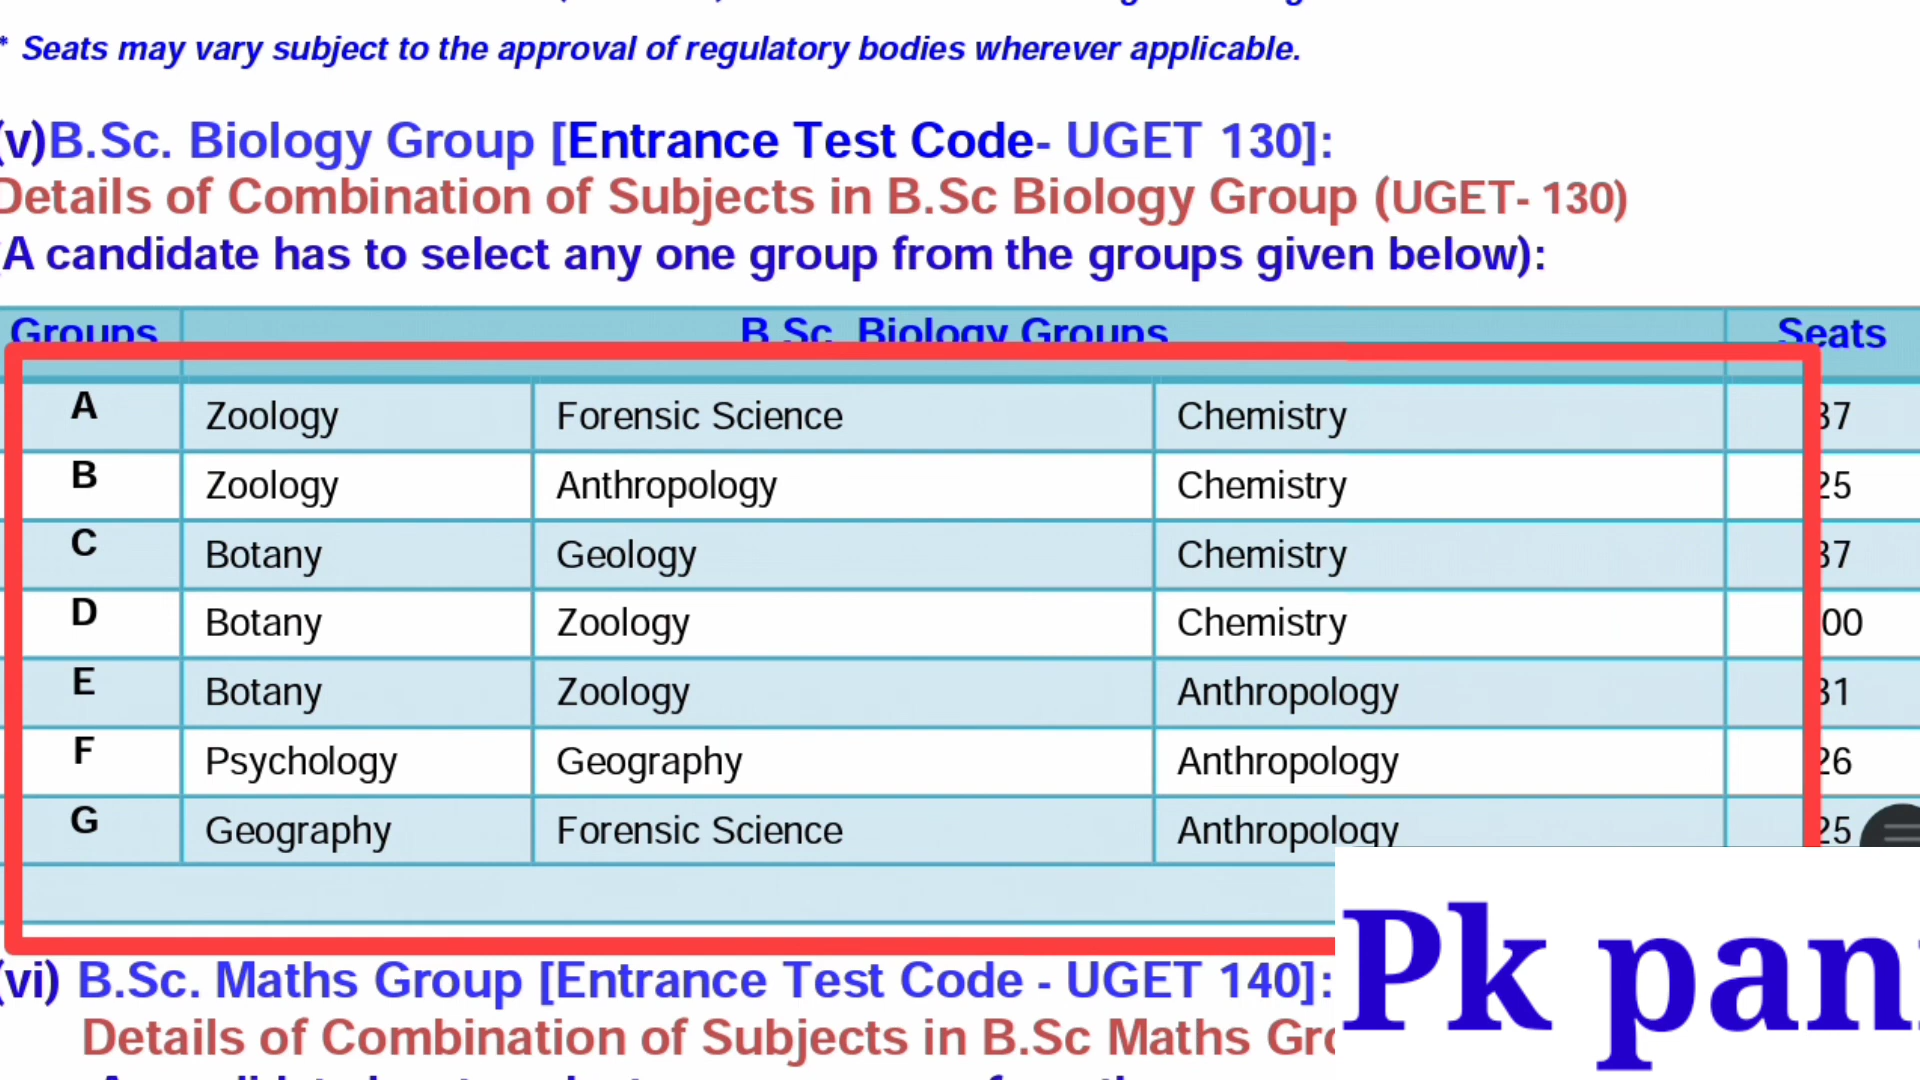 * Seats may vary subject to the approval of regulatory bodies wherever applicable.
(v)B.Sc. Biology Group [Entrance Test Code- UGET 130]:
Details of Combination of Subjects in B.Sc Biology Group (UGET- 130)
(A candidate has to select any one group from the groups given below):
Groups B.Sc. Biology Groups Seats
A Zoology Forensic Science Chemistry
B Zoology Anthropology Chemistry 25
C Botany Geology Chemistry
D Botany Zoology Chemistry
E Botany Zoology Anthropology
F Psychology Geography Anthropology 26
G Geography Forensic Science Anthropology 25
(vi) B.Sc. Maths Group [Entrance Test Code - UGET 140]:
Details of Combination of Subjects in B.Sc Maths
Pk